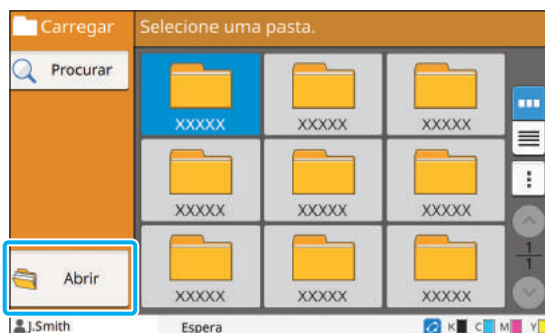 Carregar
Selecione uma pasta.
Procurar
XXXXX XXXXX XXXXX
XXXXX XXXXX XXXXX
1
1
Abrir
XXXXX XXXXX XXXXX
J.Smith
Espera
K C M Y